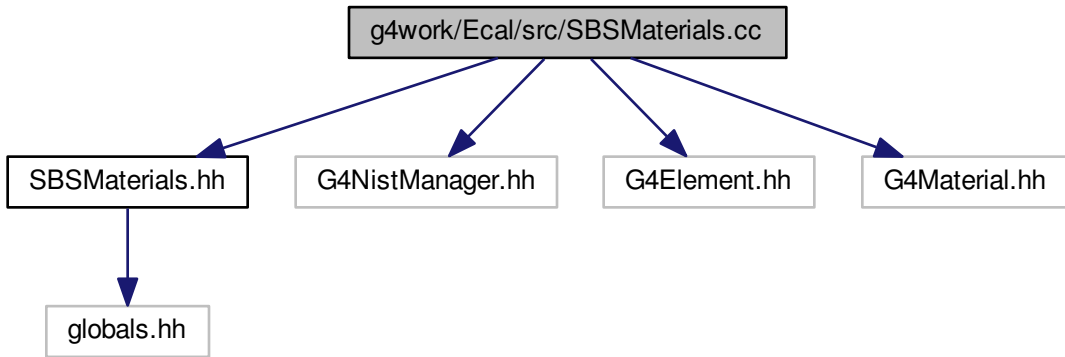 g4work/Ecal/src/SBSMaterials.cc
SBSMaterials.hh
G4NistManager.hh
G4Element.hh
G4Material.hh
globals.hh